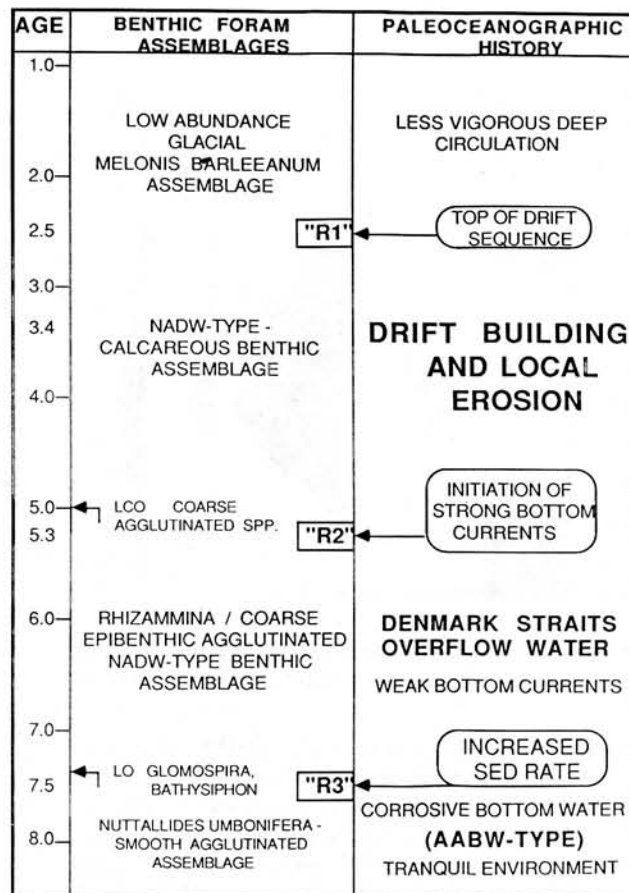 AGE
BENTHIC FORAM
ASSEMBLAGES
PALEOCEANOGRAPHIC
HISTORY
1.0
LOW ABUNDANCE
GLACIAL
MELONIS BARLEEANUM
ASSEMBLAGE
LESS VIGOROUS DEEP
CIRCULATION
2.0
2.5
"R1"
TOP OF DRIFT
SEQUENCE
3.0
3.4
NADW-TYPE -
CALCAREOUS BENTHIC
ASSEMBLAGE
DRIFT BUILDING
AND LOCAL
EROSION
4.0
5.0
LCO COARSE
AGGLUTINATED SPP.
5.3
"R2"
INITIATION OF
STRONG BOTTOM
CURRENTS
6.0
RHIZAMMINA / COARSE
EPIBENTHIC AGGLUTINATED
NADW-TYPE BENTHIC
ASSEMBLAGE
DENMARK STRAITS
OVERFLOW WATER
WEAK BOTTOM CURRENTS
7.0
LO GLOMOSPIRA,
BATHYSIPHON
7.5
"R3"
INCREASED
SED RATE
CORROSIVE BOTTOM WATER
(AABW-TYPE)
TRANQUIL ENVIRONMENT
8.0
NUTTALLIDES UMBONIFERA -
SMOOTH AGGLUTINATED
ASSEMBLAGE